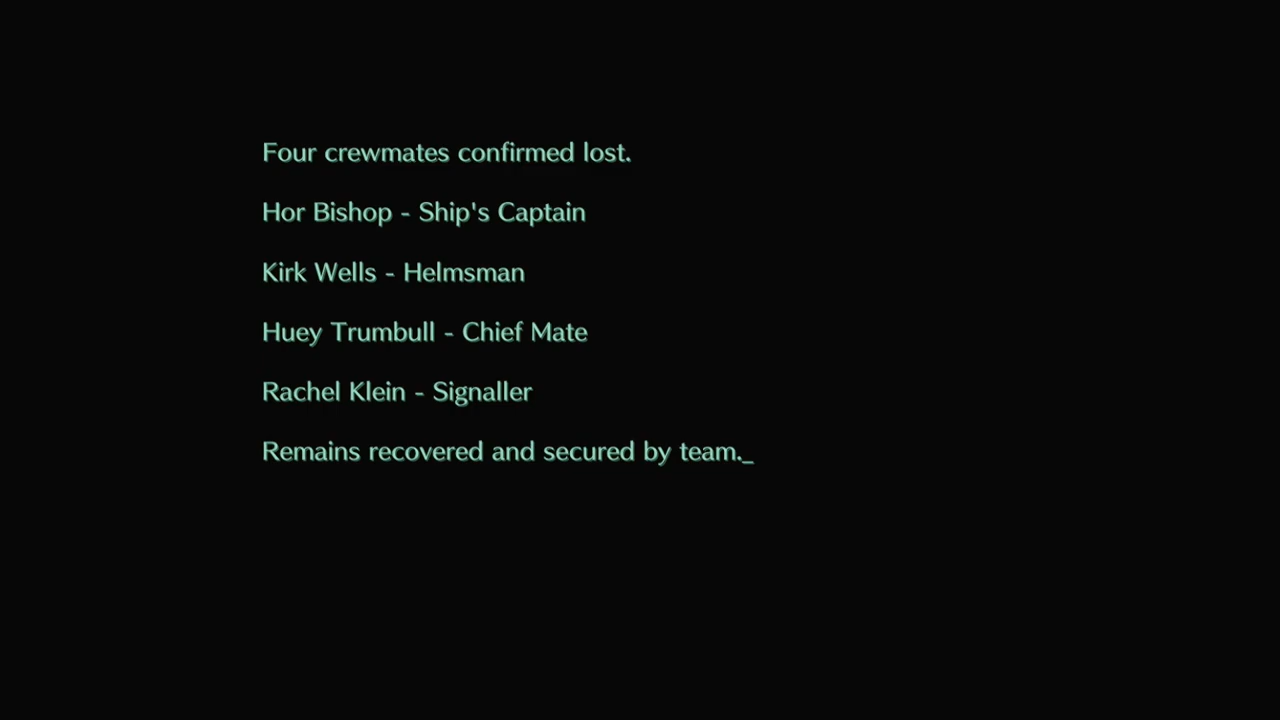 Four crewmates confirmed lost.
Hor Bishop - Ship's Captain
Kirk Wells - Helmsman
Huey Trumbull - Chief Mate
Rachel Klein - Signaller
Remains recovered and secured by team._